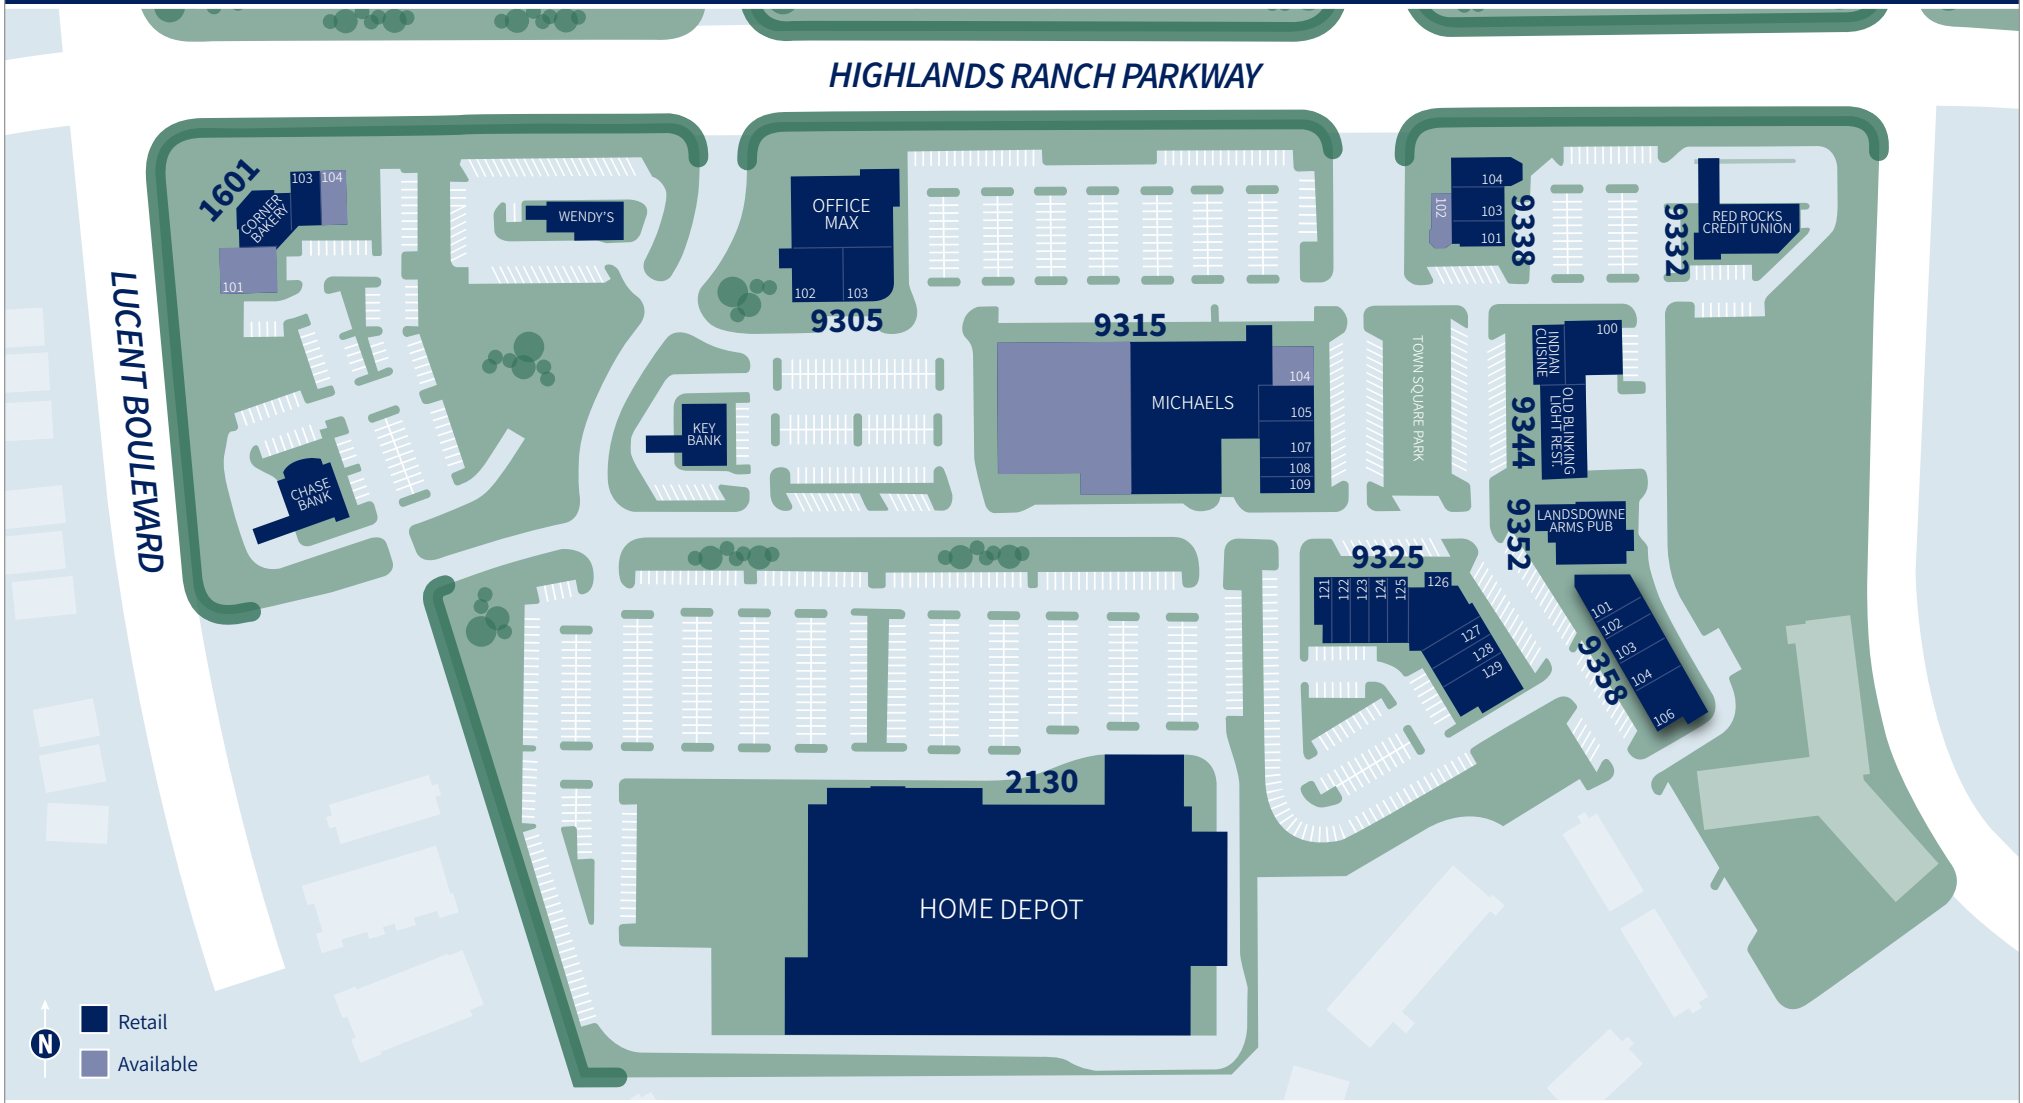 HIGHLANDS RANCH PARKWAY
LUCENT BOULEVARD
1601
CORNER
BAKERY
103
104
101
WENDY'S
CHASE
BANK
OFFICE
MAX
102
103
9305
KEY
BANK
9315
MICHAELS
104
105
107
108
109
TOWN SQUARE PARK
104
103
102
101
9338
9332
RED ROCKS
CREDIT UNION
100
INDIAN
CUISINE
OLD BLINKING
LIGHT REST.
9344
9352
LANDSDOWNE
ARMS PUB
9325
121
122
123
124
125
126
127
128
129
9358
101
102
103
104
106
2130
HOME DEPOT
N
Retail
Available